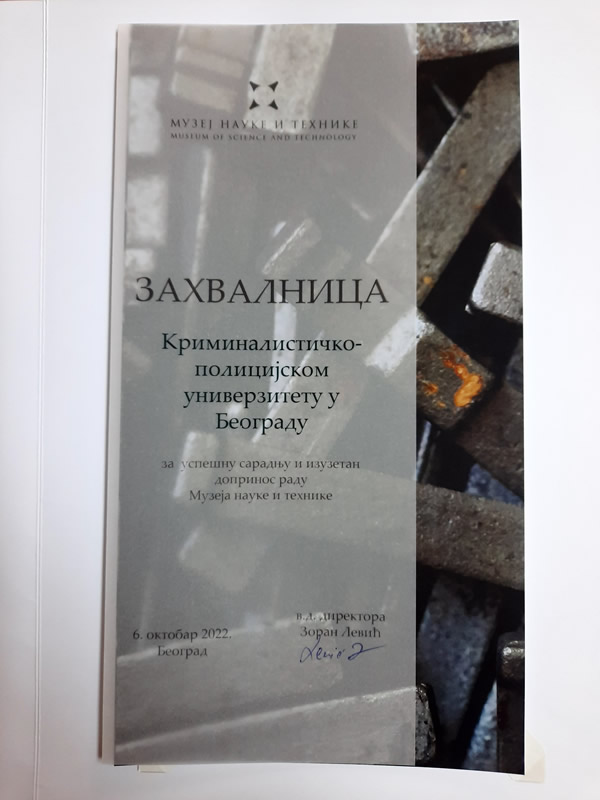 МУЗЕЈ НАУКЕ И ТЕХНИКЕ
MUSEUM OF SCIENCE AND TECHNOLOGY
ЗАХВАЛНИЦА
Криминалистичко-
полицијском
универзитету у
Београду
за успешну сарадњу и изузетан
допринос раду
Музеја науке и технике
в.д. директора
6. октобар 2022.
Зоран Левић
Београд